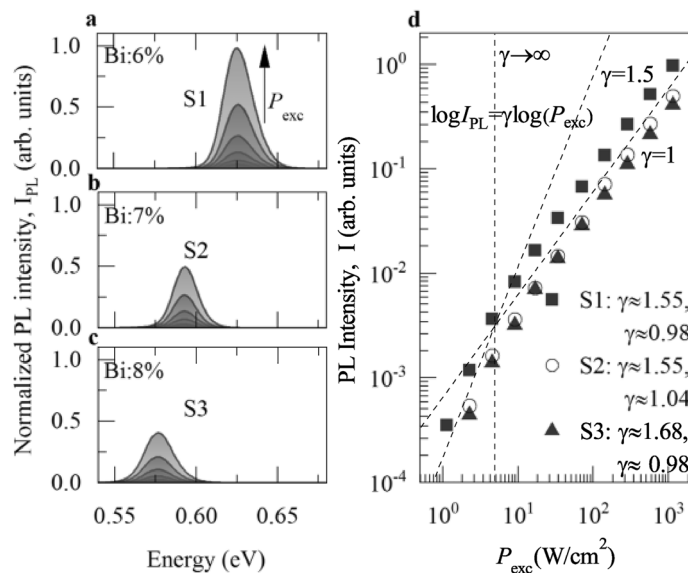 a
Bi:6%
S1
P exc
1.0
0.5
0.0
b
Bi:7%
S2
1.0
0.5
0.0
c
Bi:8%
S3
1.0
0.5
0.0
0.55
0.60
0.65
Energy (eV)
Normalized PL intensity, I_PL (arb. units)
d
γ→∞
γ=1.5
logI_PL=γlog(P_exc)
γ=1
S1: γ≈1.55,
γ≈0.98
S2: γ≈1.55,
γ≈1.04
S3: γ≈1.68,
γ≈ 0.98
10^0
10^-1
10^-2
10^-3
10^-4
10^0
10^1
10^2
10^3
P_exc(W/cm^2)
PL Intensity, I (arb. units)